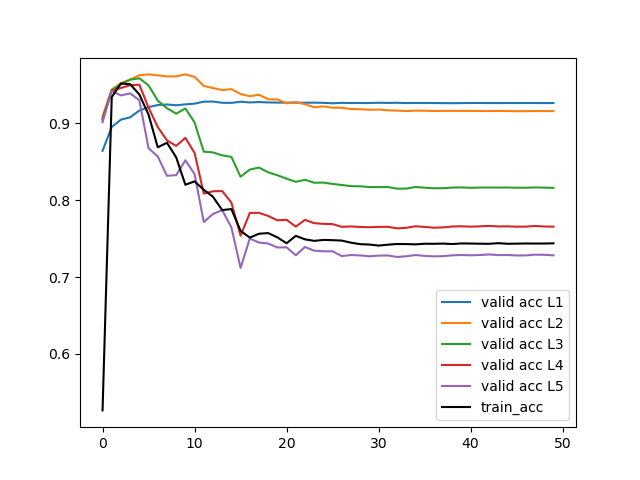 0.9
0.8
0.7
0.6
0
10
20
30
40
50
valid acc L1
valid acc L2
valid acc L3
valid acc L4
valid acc L5
train_acc